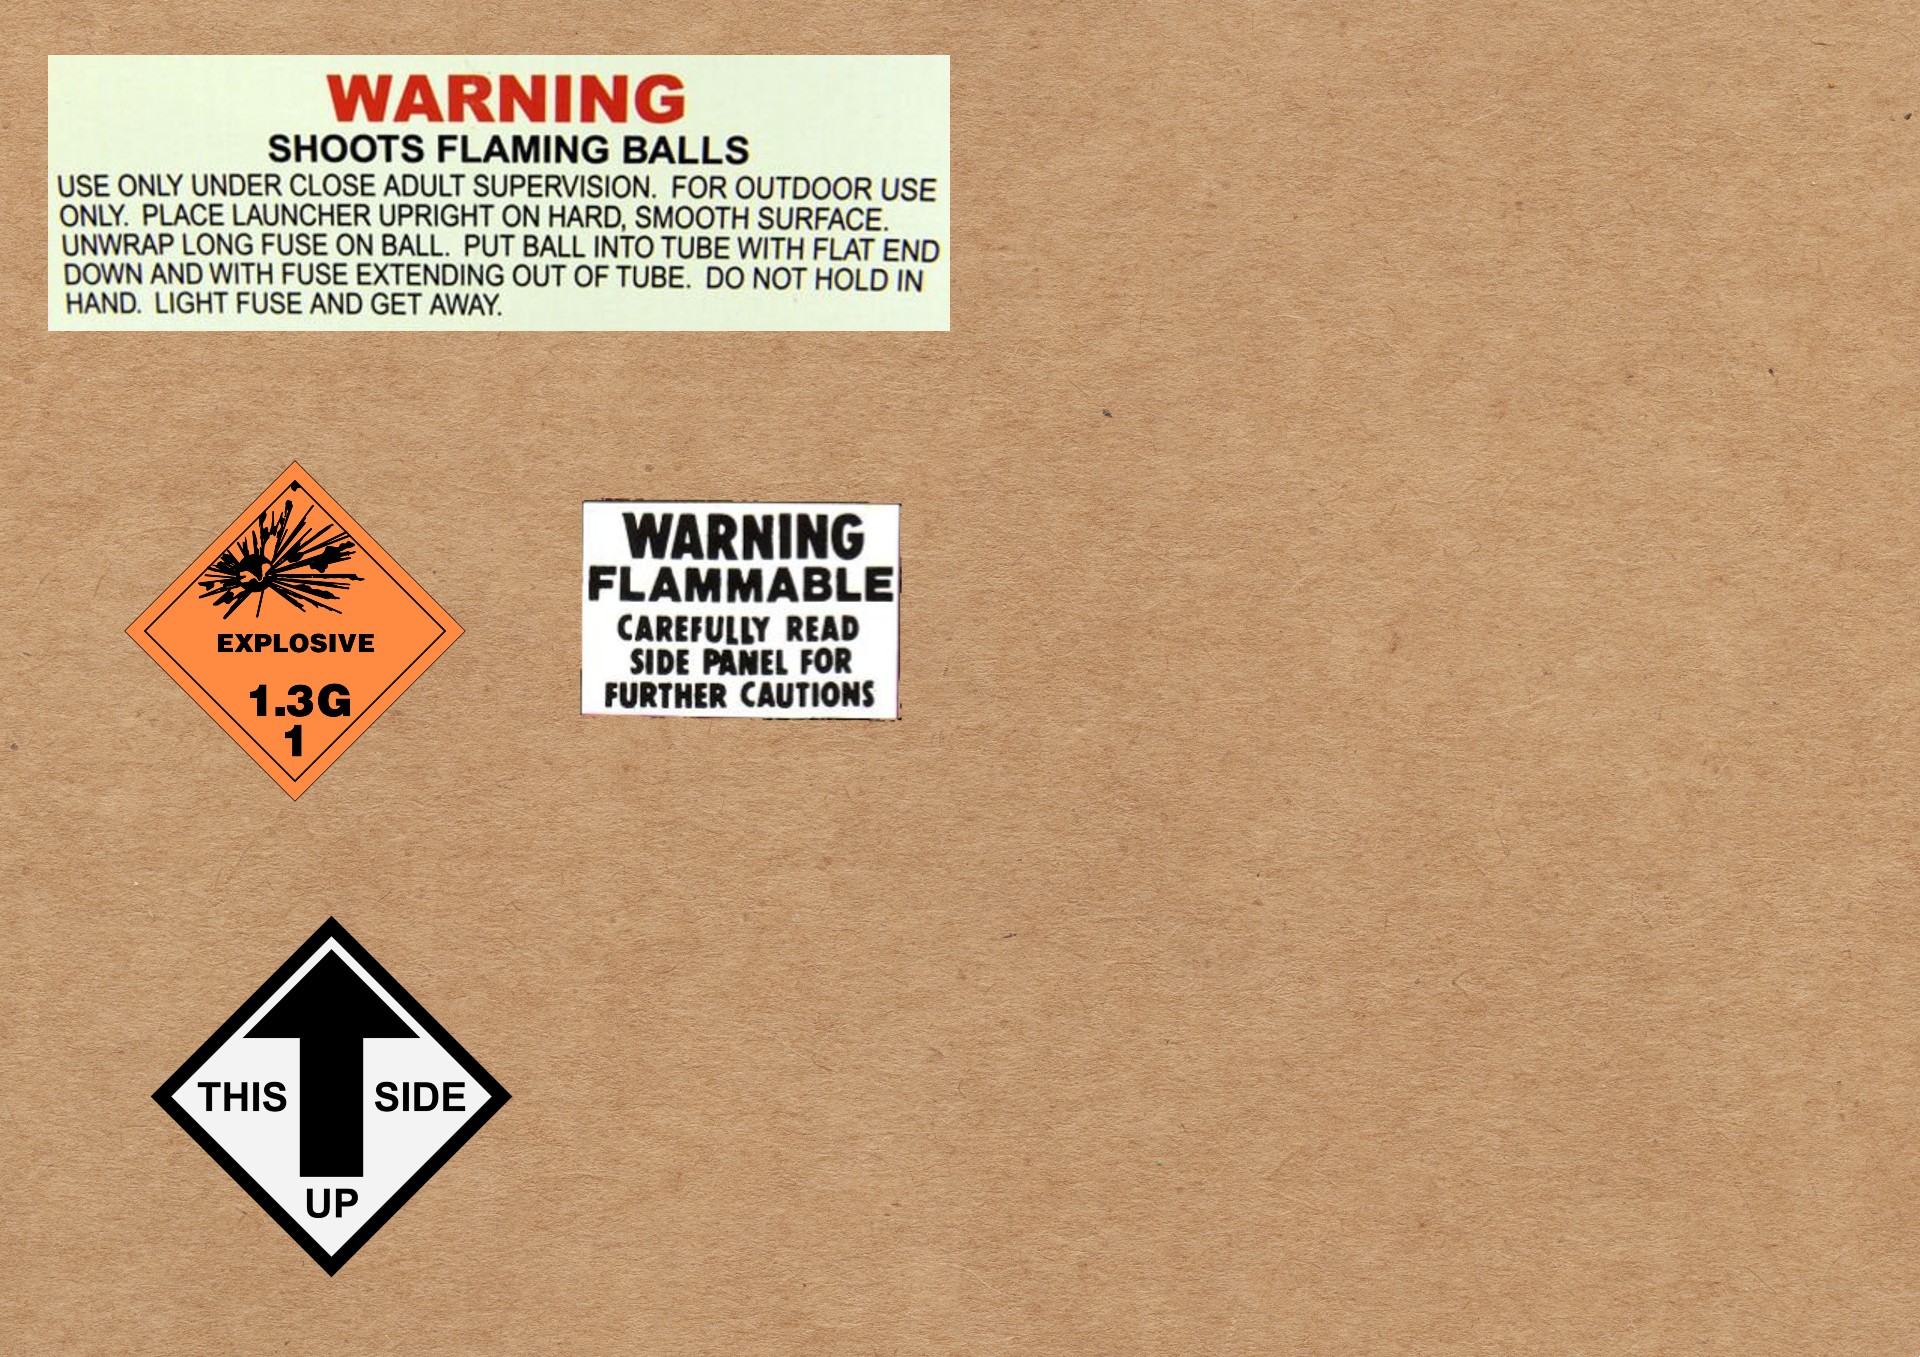 WARNING
SHOOTS FLAMING BALLS
USE ONLY UNDER CLOSE ADULT SUPERVISION. FOR OUTDOOR USE
ONLY. PLACE LAUNCHER UPRIGHT ON HARD, SMOOTH SURFACE.
UNWRAP LONG FUSE ON BALL. PUT BALL INTO TUBE WITH FLAT END
DOWN AND WITH FUSE EXTENDING OUT OF TUBE. DO NOT HOLD IN
HAND. LIGHT FUSE AND GET AWAY.
EXPLOSIVE
1.3G
1
WARNING
FLAMMABLE
CAREFULLY READ
SIDE PANEL FOR
FURTHER CAUTIONS
THIS SIDE
UP